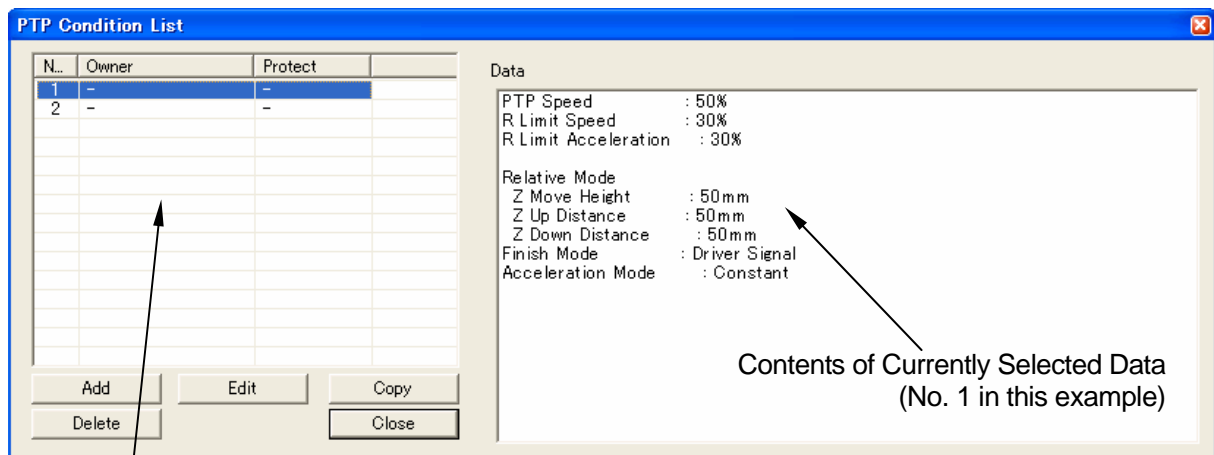 PTP Condition List
N... Owner Protect
1 - -
2 - -
Add Edit Copy
Delete Close
Data
PTP Speed : 50%
R Limit Speed : 30%
R Limit Acceleration : 30%
Relative Mode
Z Move Height : 50mm
Z Up Distance : 50mm
Z Down Distance : 50mm
Finish Mode : Driver Signal
Acceleration Mode : Constant
Contents of Currently Selected Data
(No. 1 in this example)